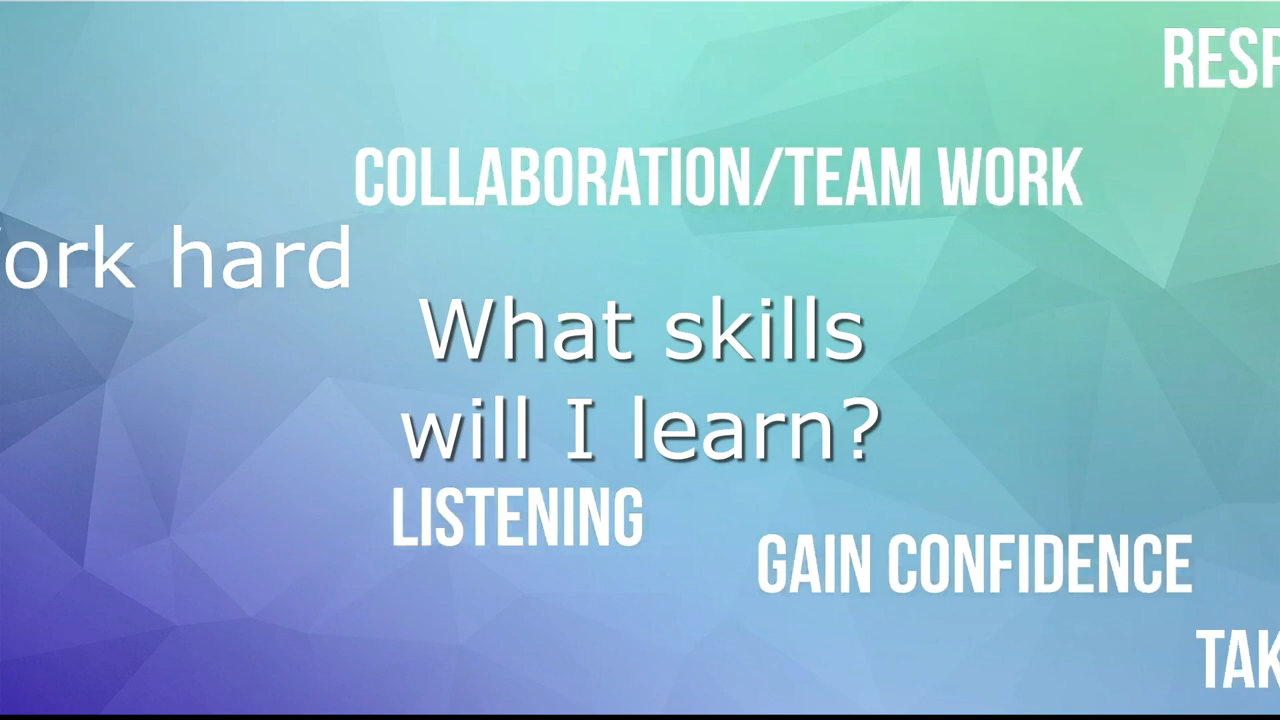 RESP
COLLABORATION/TEAM WORK
ork hard
What skills
will I learn?
LISTENING
GAIN CONFIDENCE
TAK